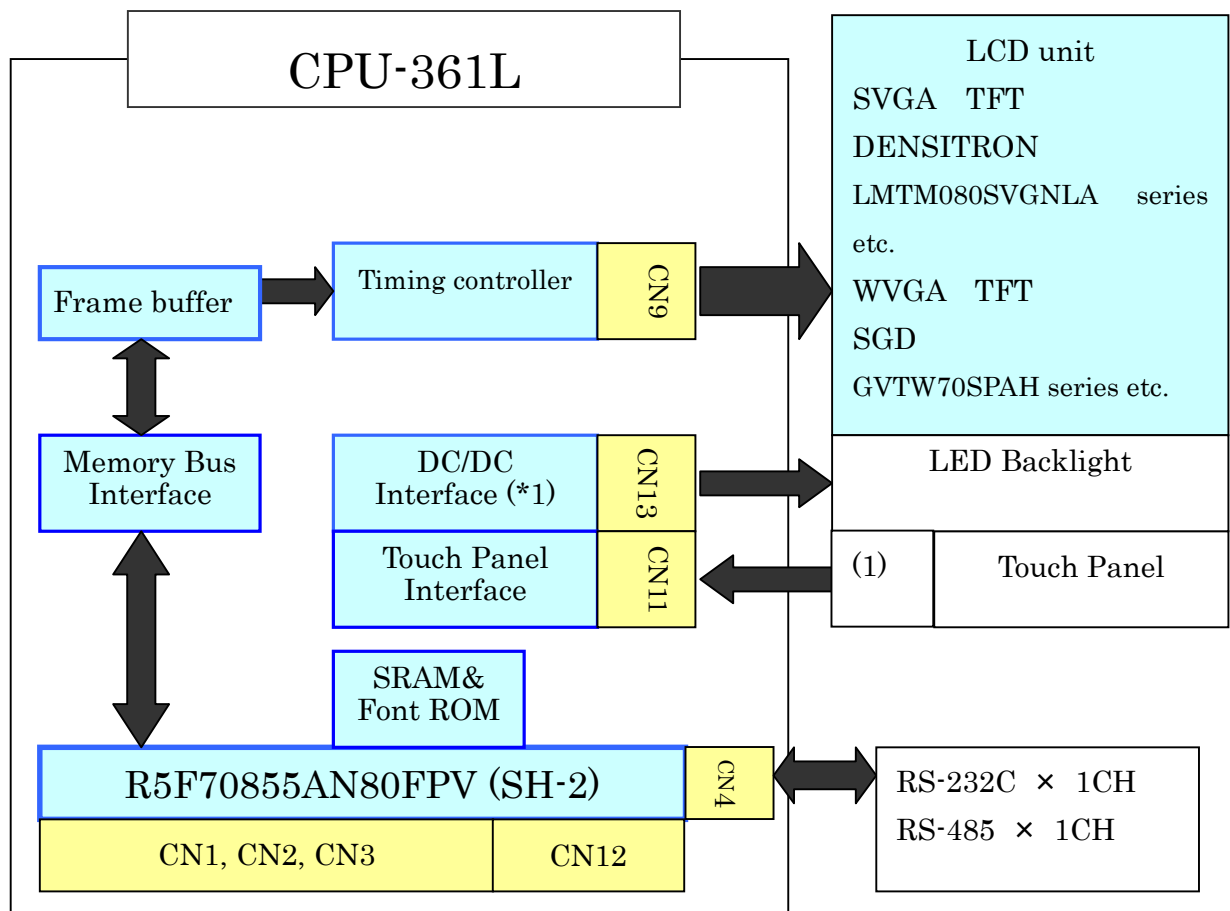 CPU-361L
LCD unit
SVGA TFT
DENSITRON
LMTM080SVGNLA series
etc.
WVGA TFT
SGD
GVTW70SPAH series etc.
Frame buffer
Timing controller
CN9
Memory Bus
Interface
DC/DC
Interface (*1)
CN13
LED Backlight
Touch Panel
Interface
CN11
(1)
Touch Panel
SRAM&
Font ROM
R5F70855AN80FPV (SH-2)
CN4
RS-232C × 1CH
RS-485 × 1CH
CN1, CN2, CN3
CN12